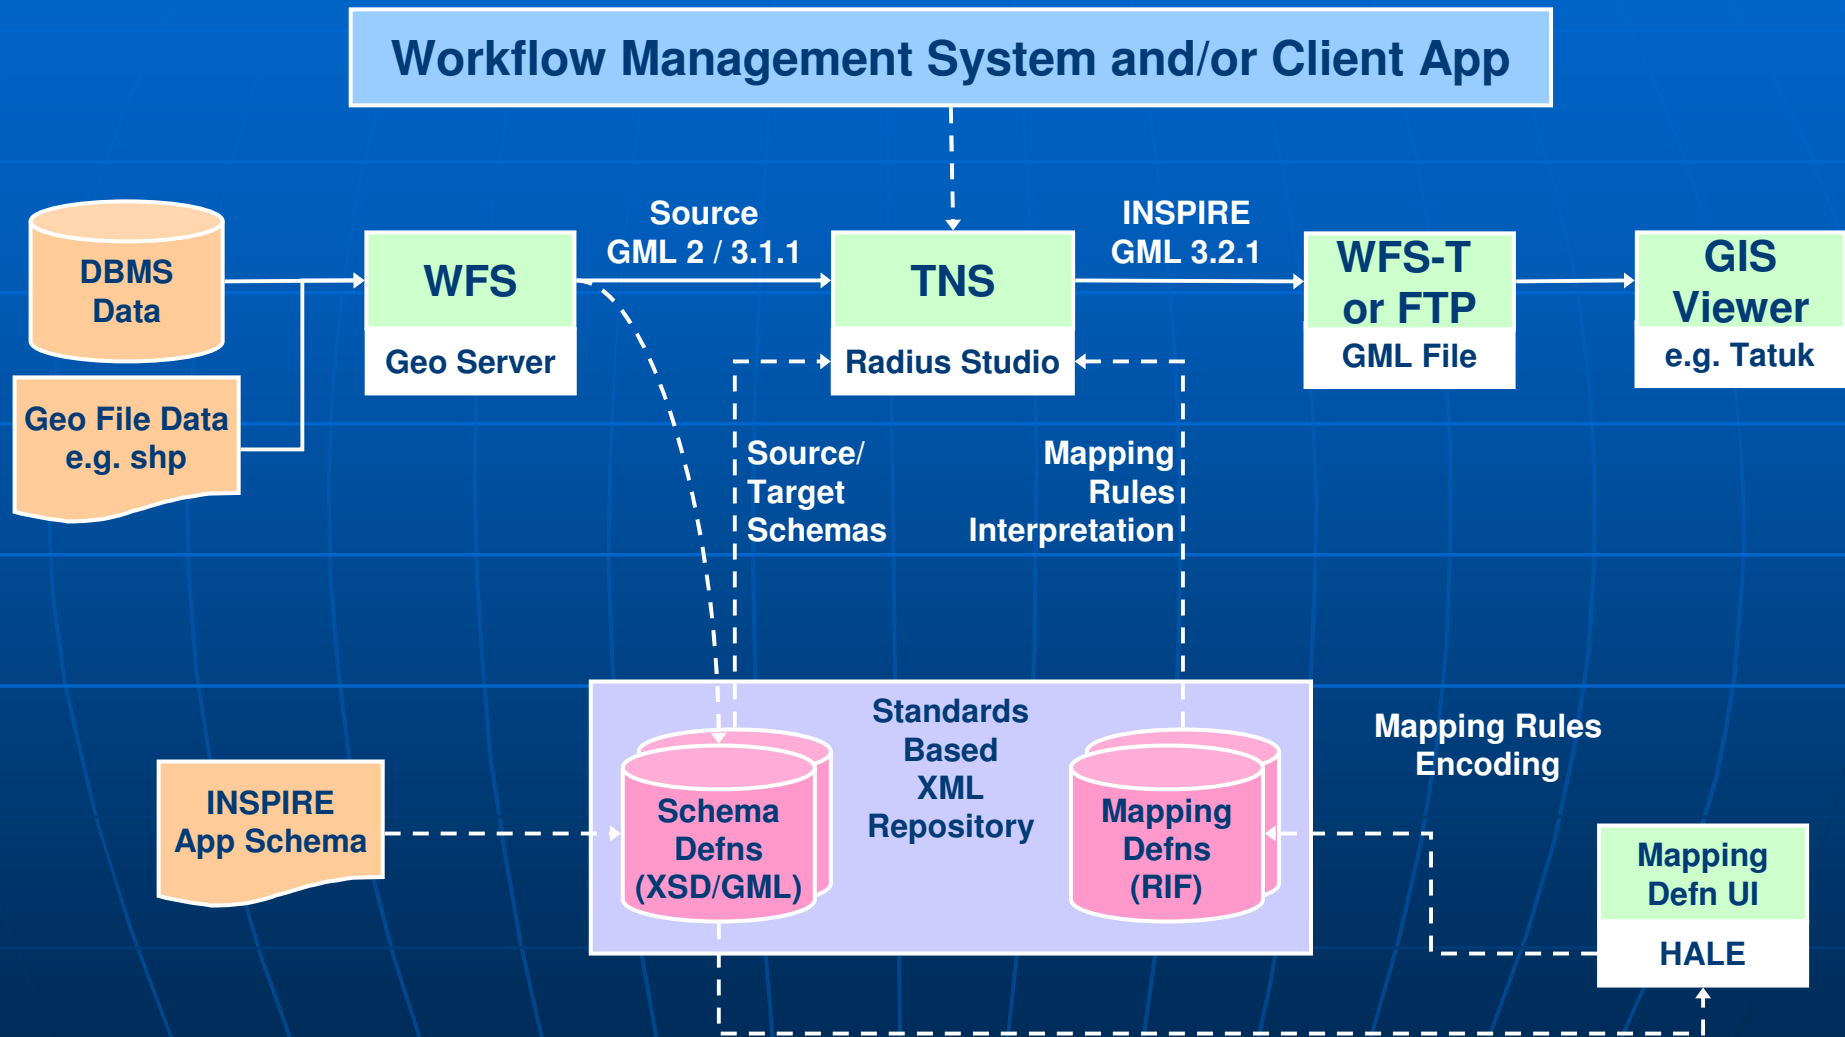 Workflow Management System and/or Client App
DBMS
Data
Geo File Data
e.g. shp
WFS
Geo Server
Source
GML 2 / 3.1.1
TNS
Radius Studio
INSPIRE
GML 3.2.1
WFS-T
or FTP
GML File
GIS
Viewer
e.g. Tatuk
Source/
Target
Schemas
Mapping
Rules
Interpretation
Standards
Based
XML
Repository
INSPIRE
App Schema
Schema
Defns
(XSD/GML)
Mapping
Defns
(RIF)
Mapping Rules
Encoding
Mapping
Defn UI
HALE